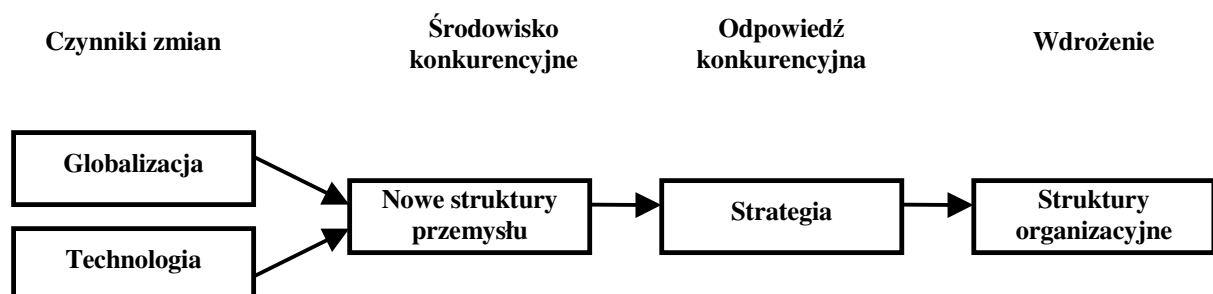 Czynniki zmian
Środowisko
konkurencyjne
Odpowiedź
konkurencyjna
Wdrożenie
Globalizacja
Technologia
Nowe struktury
przemysłu
Strategia
Struktury
organizacyjne